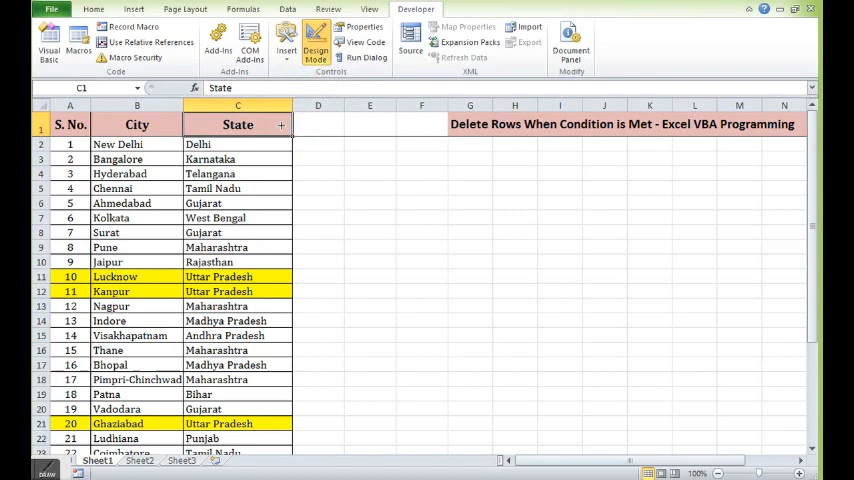 File Home Insert Page Layout Formulas Data Review View Developer
Visual Basic
Macros
Record Macro
Use Relative References
Macro Security
Code
Add-Ins
COM Add-Ins
Add-Ins
Insert
Design Mode
Properties
View Code
Run Dialog
Controls
Source
Map Properties
Expansion Packs
Refresh Data
Import
Export
XML
Document Panel
Modify
C1 fx State
A B C D E F G H I J K L M N
1 S. No. City State Delete Rows When Condition is Met - Excel VBA Programming
2 1 New Delhi Delhi
3 2 Bangalore Karnataka
4 3 Hyderabad Telangana
5 4 Chennai Tamil Nadu
6 5 Ahmedabad Gujarat
7 6 Kolkata West Bengal
8 7 Surat Gujarat
9 8 Pune Maharashtra
10 9 Jaipur Rajasthan
11 10 Lucknow Uttar Pradesh
12 11 Kanpur Uttar Pradesh
13 12 Nagpur Maharashtra
14 13 Indore Madhya Pradesh
15 14 Visakhapatnam Andhra Pradesh
16 15 Thane Maharashtra
17 16 Bhopal Madhya Pradesh
18 17 Pimpri-Chinchwad Maharashtra
19 18 Patna Bihar
20 19 Vadodara Gujarat
21 20 Ghaziabad Uttar Pradesh
22 21 Ludhiana Punjab
23 22 Coimbatore Tamil Nadu
Sheet1 Sheet2 Sheet3
DRAW
100%